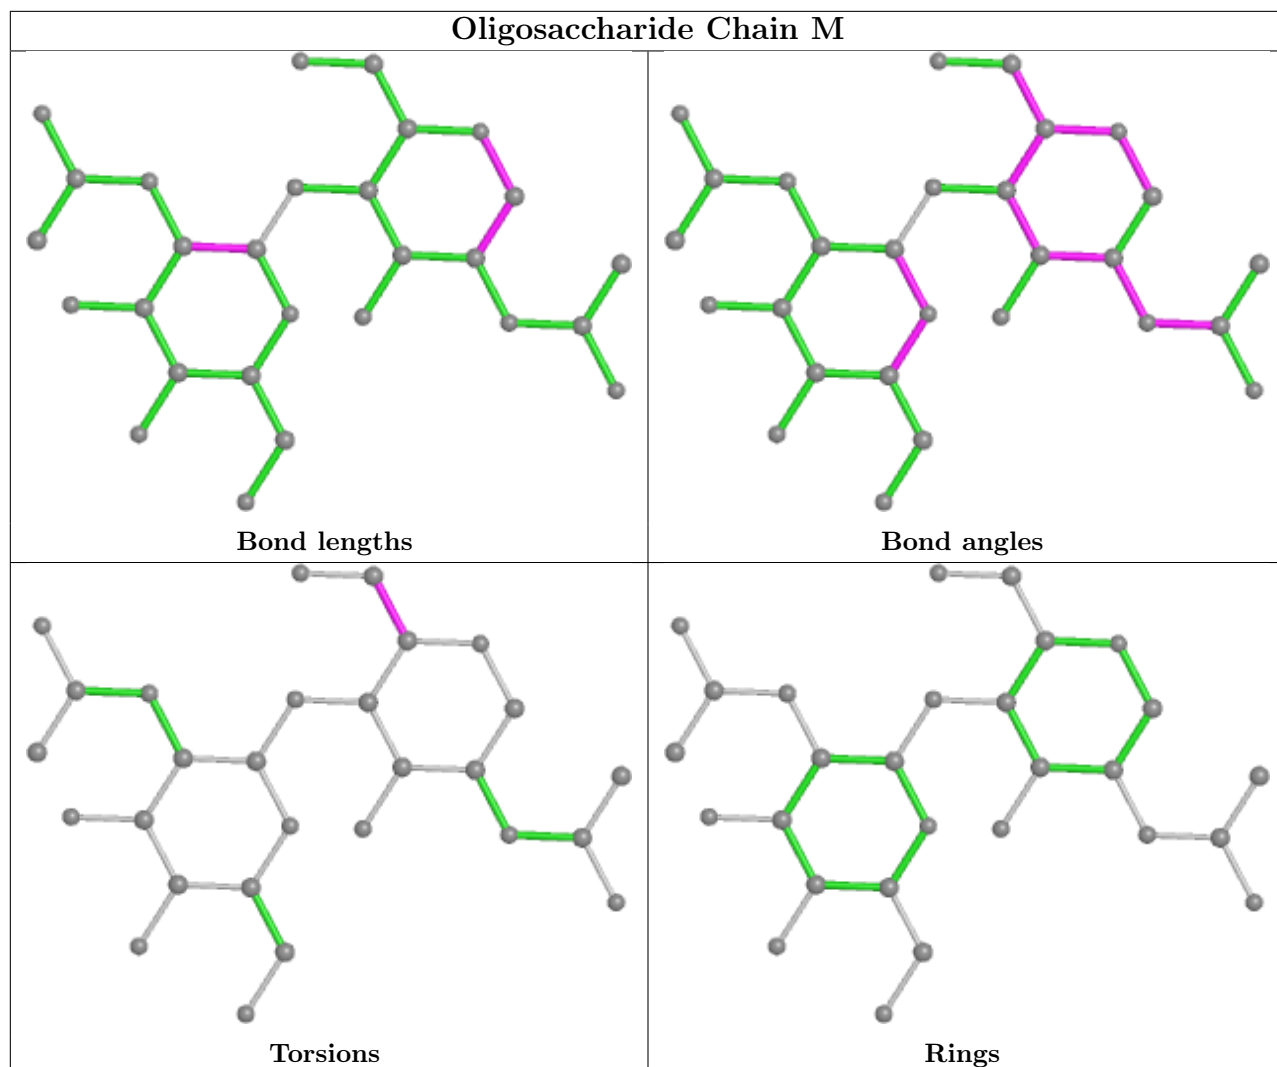 Oligosaccharide Chain M
Bond lengths
Bond angles
Torsions
Rings